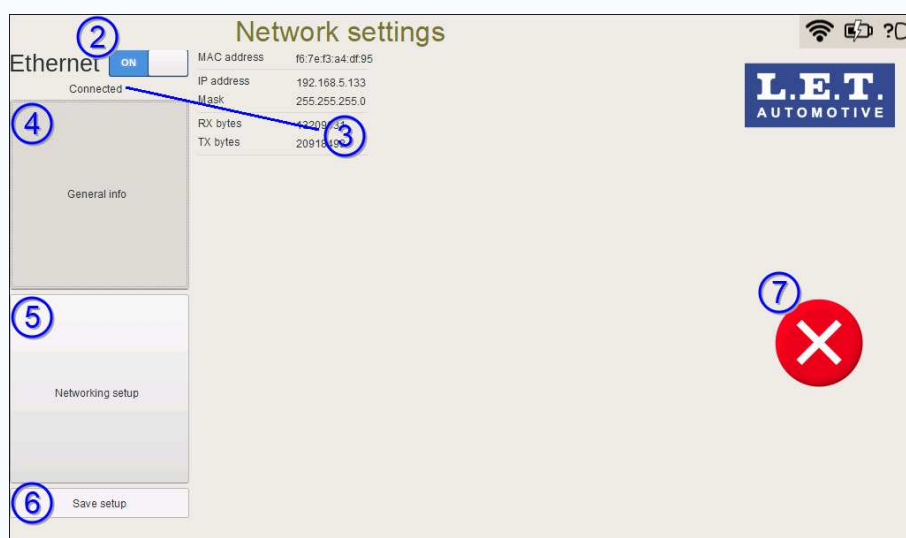 Network settings
2
Ethernet ON
Connected
MAC address f6:7e:f3:a4:df:95
IP address 192.168.5.133
Mask 255.255.255.0
RX bytes
TX bytes
3
L.E.T.
AUTOMOTIVE
4
General info
5
Networking setup
6
Save setup
7
?